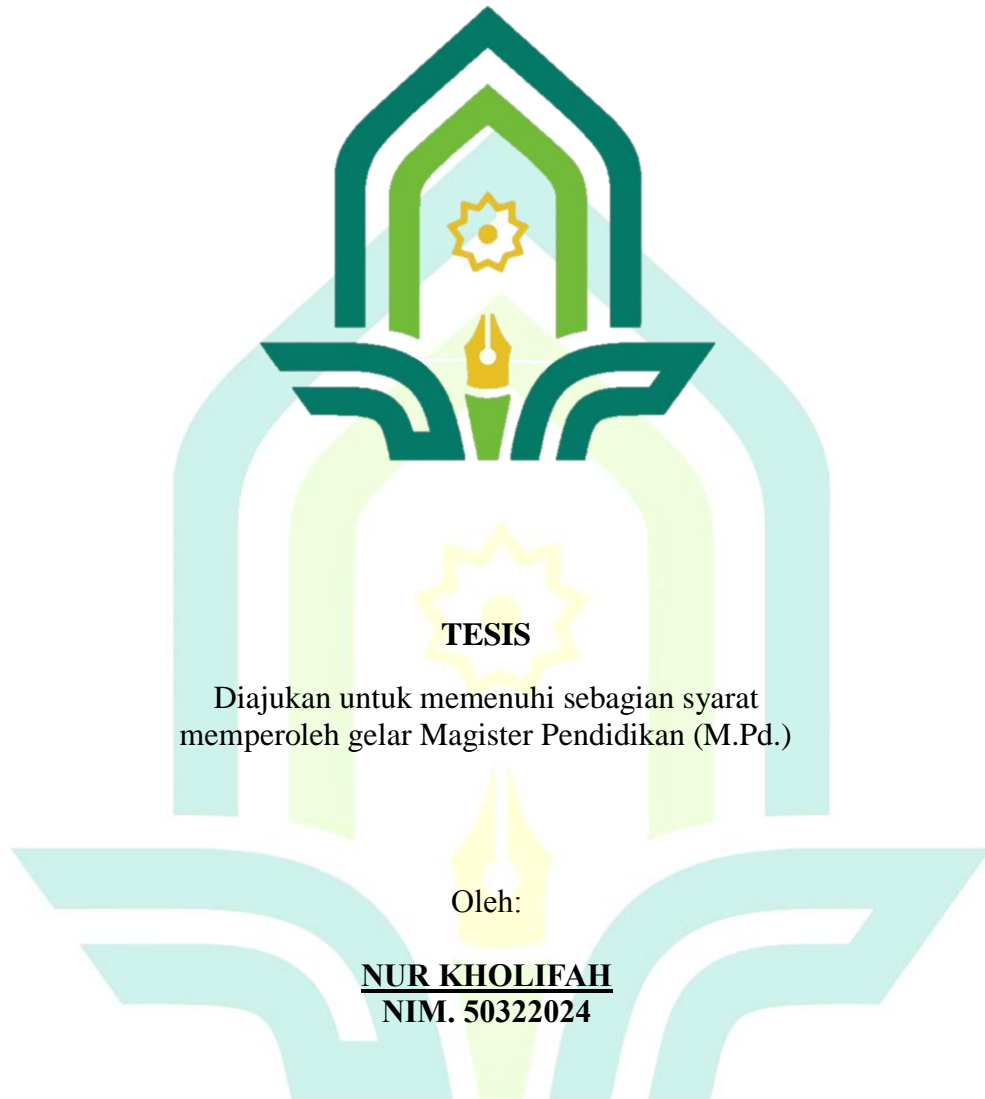 TESIS
Diajukan untuk memenuhi sebagian syarat
memperoleh gelar Magister Pendidikan (M.Pd.)
Oleh:
NUR KHOLIFAH
NIM. 50322024